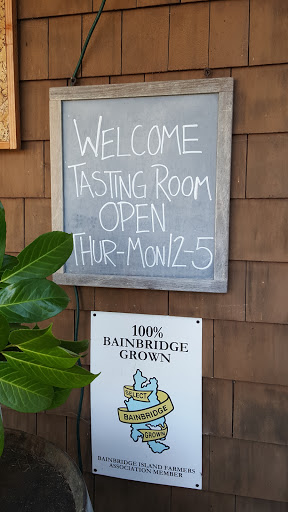 WELCOME
TASTING ROOM
OPEN
THUR-MON 12-5
100%
BAINBRIDGE
GROWN
SELECT
BAINBRIDGE
GROWN
BAINBRIDGE ISLAND FARMERS
ASSOCIATION MEMBER